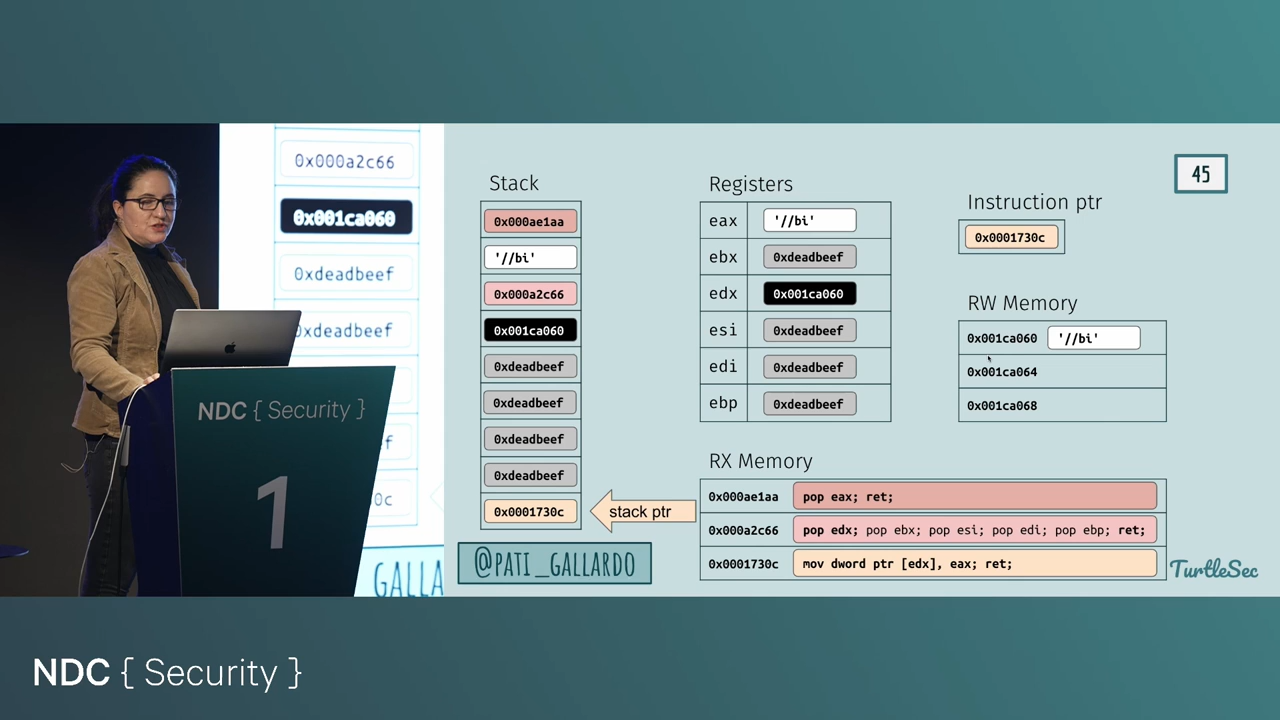 0x000a2c66
0x001ca060
0xdeadbeef
0xdeadbeef
GALLA
NDC { Security }
1
Stack
0x000ae1aa
'//bi'
0x000a2c66
0x001ca060
0xdeadbeef
0xdeadbeef
0xdeadbeef
0xdeadbeef
0x0001730c
stack ptr
@PATI_GALLARDO
Registers
eax '//bi'
ebx 0xdeadbeef
edx 0x001ca060
esi 0xdeadbeef
edi 0xdeadbeef
ebp 0xdeadbeef
45
Instruction ptr
0x0001730c
RW Memory
0x001ca060 '//bi'
0x001ca064
0x001ca068
RX Memory
0x000ae1aa pop eax; ret;
0x000a2c66 pop edx; pop ebx; pop esi; pop edi; pop ebp; ret;
0x0001730c mov dword ptr [edx], eax; ret;
TurtleSec
NDC { Security }